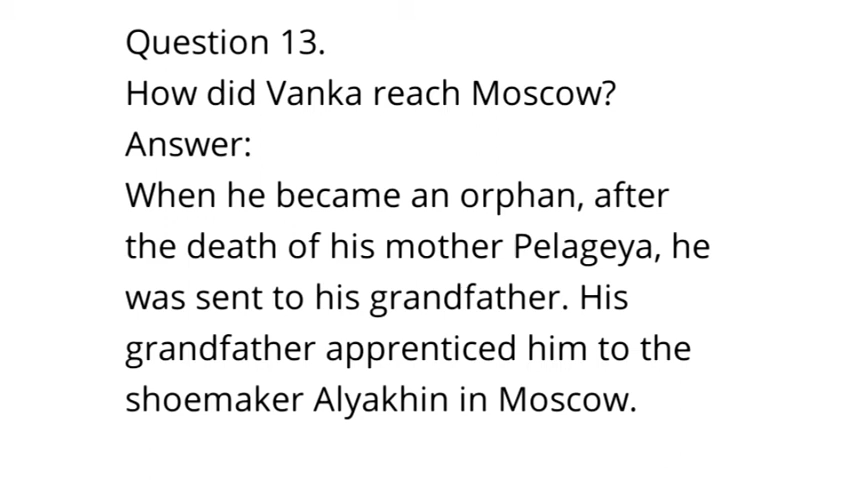 Question 13.
How did Vanka reach Moscow?
Answer:
When he became an orphan, after
the death of his mother Pelageya, he
was sent to his grandfather. His
grandfather apprenticed him to the
shoemaker Alyakhin in Moscow.